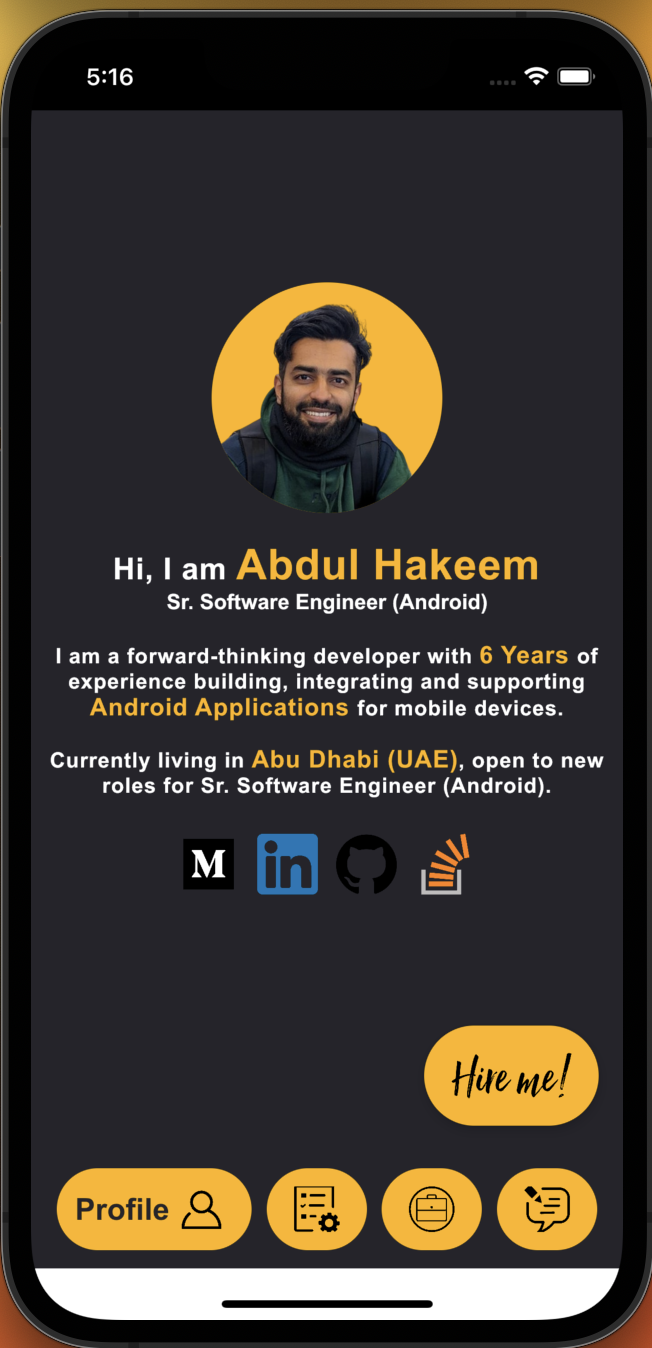 5:16
Hi, I am Abdul Hakeem
Sr. Software Engineer (Android)
I am a forward-thinking developer with 6 Years of
experience building, integrating and supporting
Android Applications for mobile devices.
Currently living in Abu Dhabi (UAE), open to new
roles for Sr. Software Engineer (Android).
M in
Hire me!
Profile